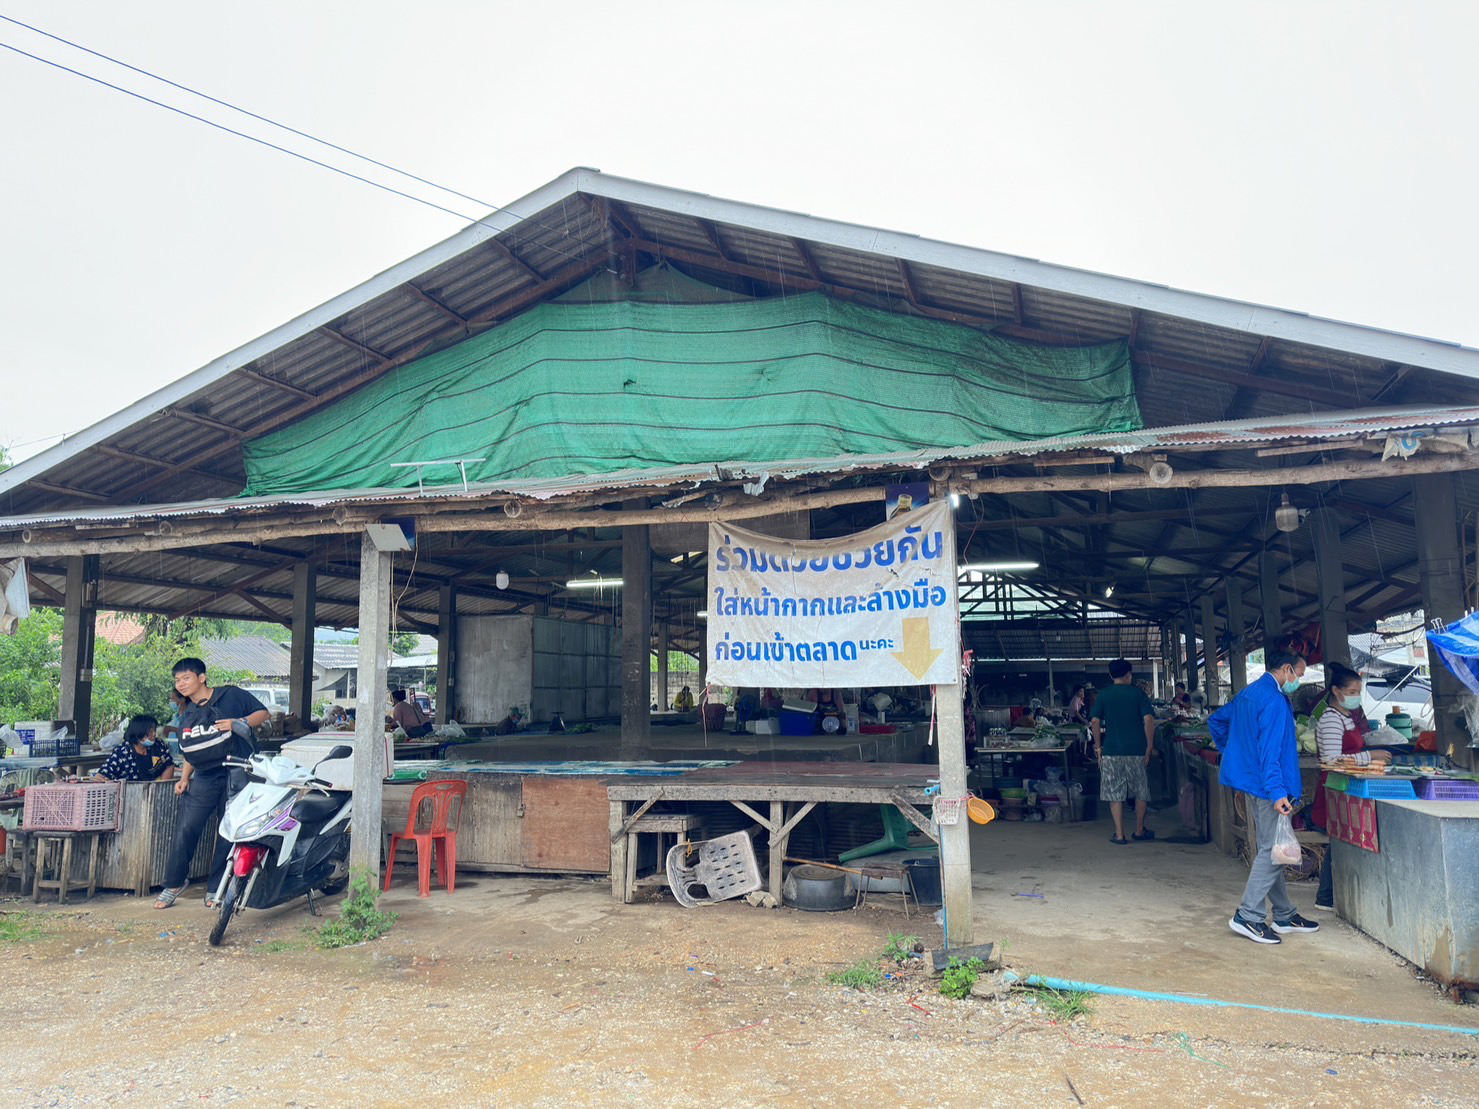 ร่วมด้วยช่วยกัน
ใส่หน้ากากและล้างมือ
ก่อนเข้าตลาด นะคะ